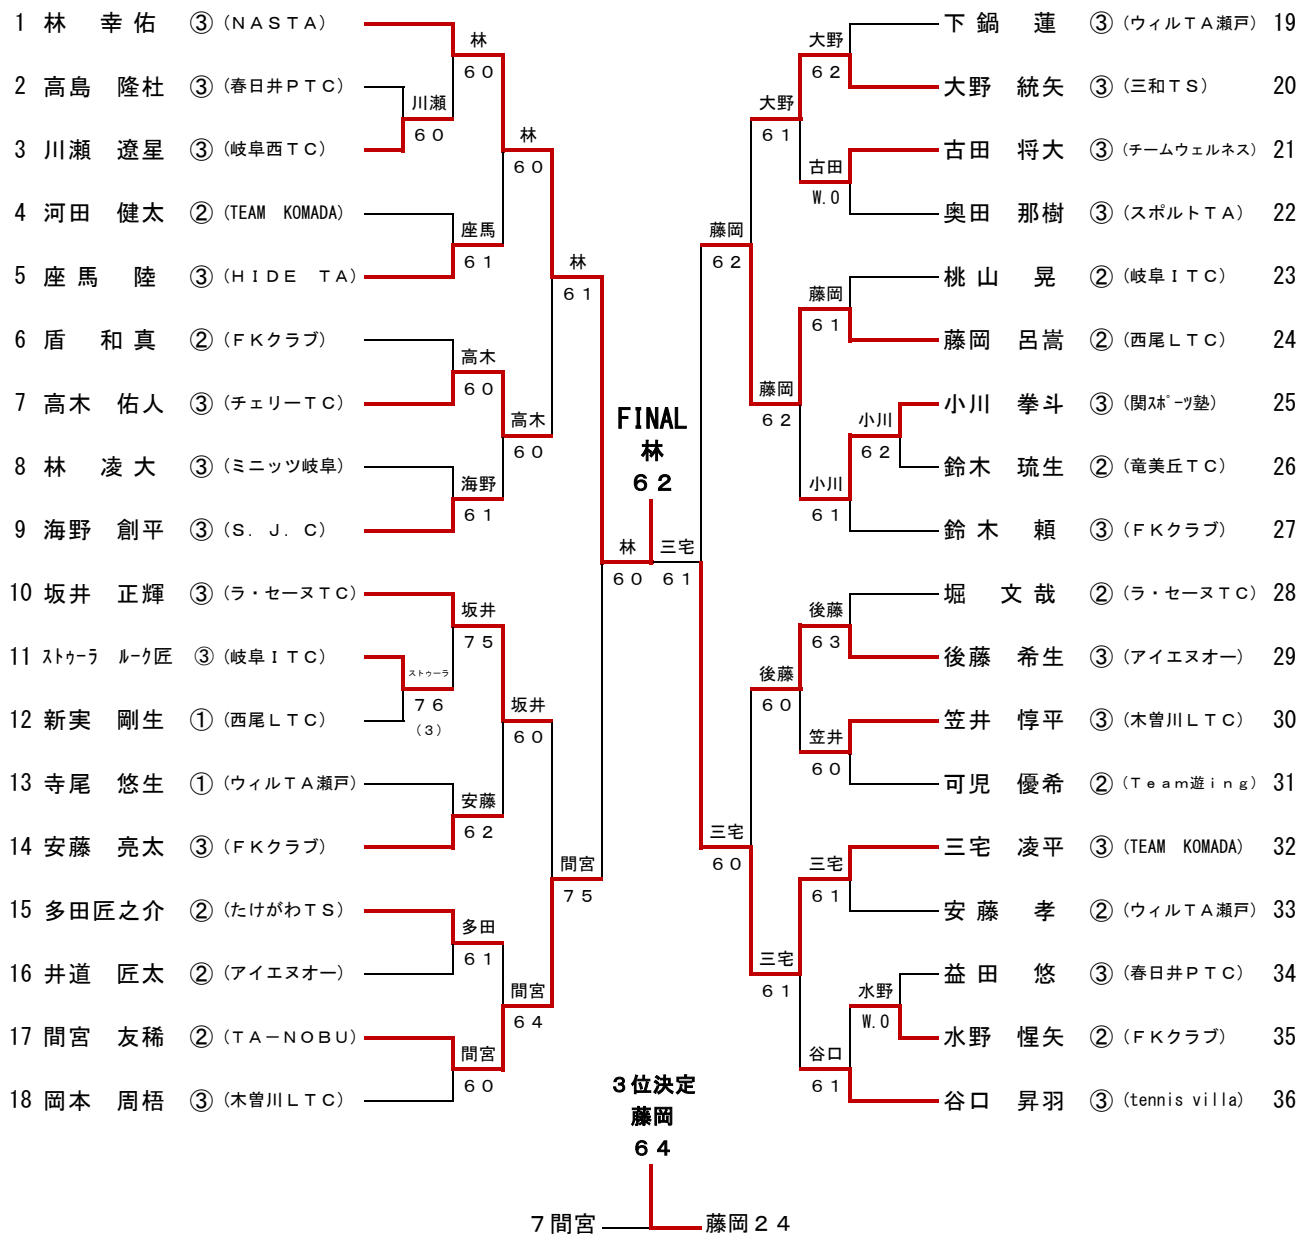 1 林 幸佑 ③ (NASTA)
2 高島 隆杜 ③ (春日井PTC)
3 川瀬 遼星 ③ (岐阜西TC)
4 河田 健太 ② (TEAM KOMADA)
5 座馬 陸 ③ (HIDE TA)
6 盾 和真 ② (FKクラブ)
7 高木 佑人 ③ (チェリーTC)
8 林 凌大 ③ (ミニッツ岐阜)
9 海野 創平 ③ (S.J.C)
10 坂井 正輝 ③ (ラ・セーヌTC)
11 ストゥーラ ルーク匠 ③ (岐阜ITC)
12 新実 剛生 ① (西尾LTC)
13 寺尾 悠生 ① (ウィルTA瀬戸)
14 安藤 亮太 ③ (FKクラブ)
15 多田匠之介 ② (たけがわTS)
16 井道 匠太 ② (アイエヌオー)
17 間宮 友稀 ② (TA-NOBU)
18 岡本 周梧 ③ (木曽川LTC)
川瀬
60
ストゥーラ
76
(3)
林
60
座馬
61
高木
60
海野
61
坂井
75
安藤
62
多田
61
間宮
60
林
60
高木
60
坂井
60
間宮
64
林
61
間宮
75
林
60
FINAL
林
62
三宅
61
藤岡
62
三宅
60
大野
61
藤岡
62
後藤
60
三宅
61
大野
62
古田
W.O
藤岡
61
小川
61
後藤
63
笠井
60
三宅
61
谷口
61
小川
62
水野
W.O
下鍋 蓮 ③ (ウィルTA瀬戸) 19
大野 統矢 ③ (三和TS) 20
古田 将大 ③ (チームウェルネス) 21
奥田 那樹 ③ (スポルトTA) 22
桃山 晃 ② (岐阜ITC) 23
藤岡 呂嵩 ② (西尾LTC) 24
小川 拳斗 ③ (関スポーツ塾) 25
鈴木 琉生 ② (竜美丘TC) 26
鈴木 頼 ③ (FKクラブ) 27
堀 文哉 ② (ラ・セーヌTC) 28
後藤 希生 ③ (アイエヌオー) 29
笠井 惇平 ③ (木曽川LTC) 30
可児 優希 ② (Team遊ing) 31
三宅 凌平 ③ (TEAM KOMADA) 32
安藤 孝 ② (ウィルTA瀬戸) 33
益田 悠 ③ (春日井PTC) 34
水野 惺矢 ② (FKクラブ) 35
谷口 昇羽 ③ (tennis villa) 36
3位決定
藤岡
64
7間宮 藤岡24